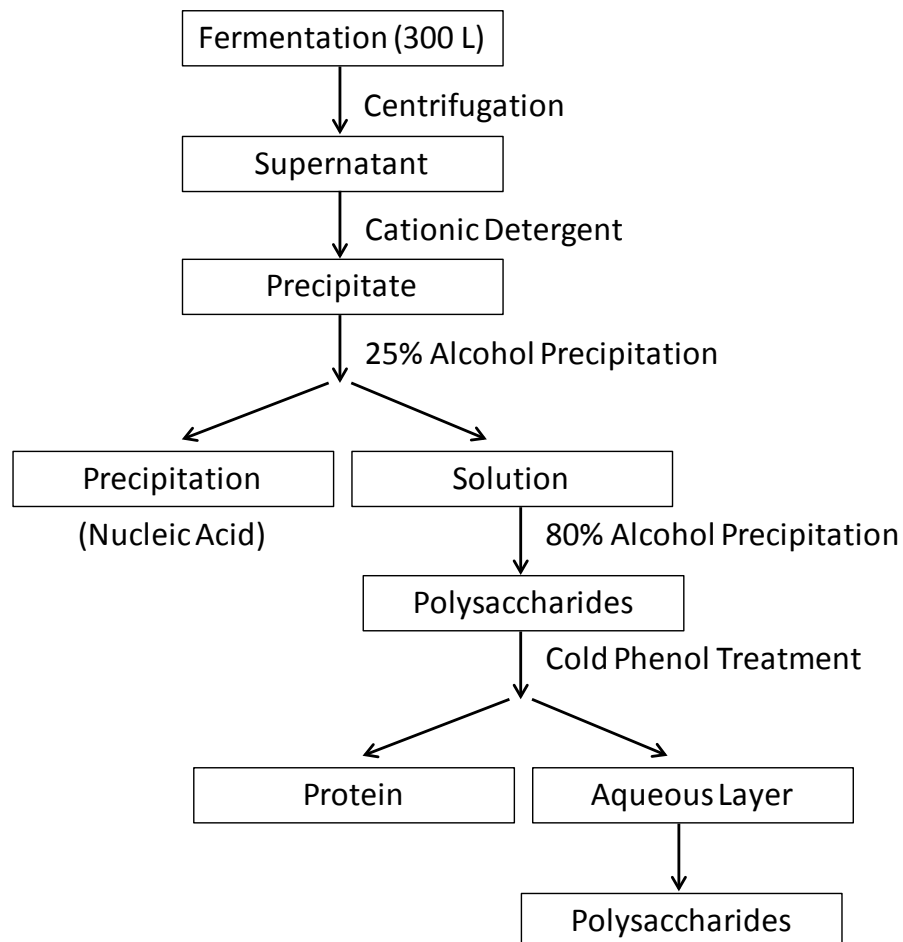 Fermentation (300 L)
Centrifugation
Supernatant
Cationic Detergent
Precipitate
25% Alcohol Precipitation
Precipitation
Solution
(Nucleic Acid)
80% Alcohol Precipitation
Polysaccharides
Cold Phenol Treatment
Protein
Aqueous Layer
Polysaccharides